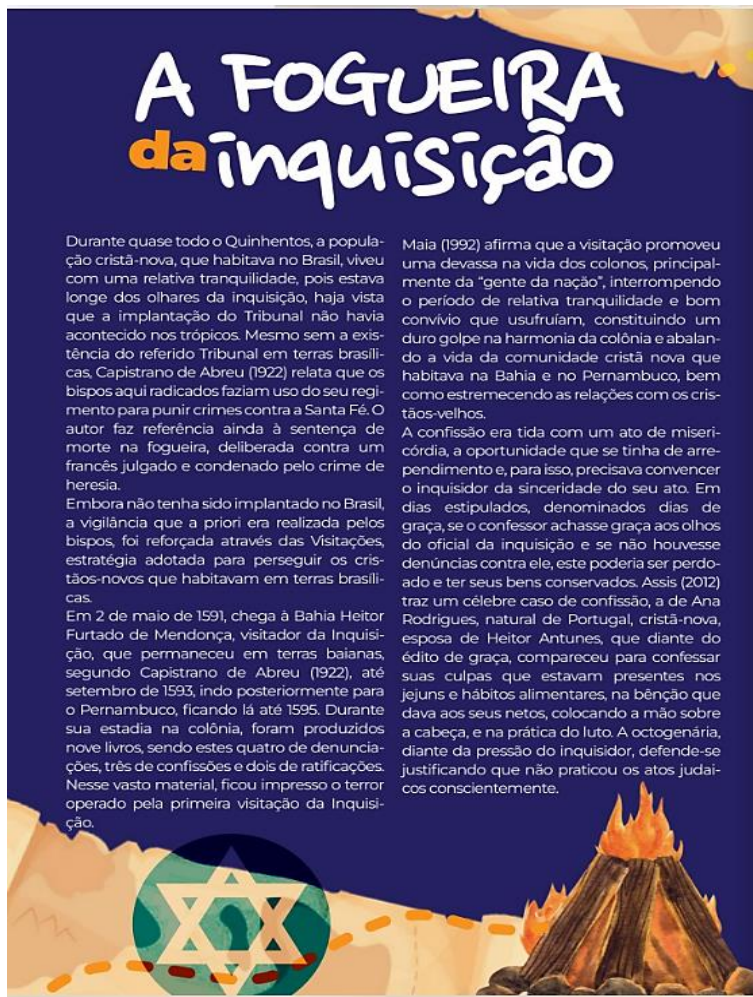 A FOGUEIRA
da inquisição
Durante quase todo o Quinhentos, a popula-
ção cristã-nova, que habitava no Brasil, viveu
com uma relativa tranquilidade, pois estava
longe dos olhares da inquisição, haja vista
que a implantação do Tribunal não havia
acontecido nos trópicos. Mesmo sem a exis-
tência do referido Tribunal em terras brasíli-
cas, Capistrano de Abreu (1922) relata que os
bispos aqui radicados faziam uso do seu regi-
mento para punir crimes contra a Santa Fé. O
autor faz referência ainda à sentença de
morte na fogueira, deliberada contra um
francês julgado e condenado pelo crime de
heresia.
Embora não tenha sido implantado no Brasil,
a vigilância que a priori era realizada pelos
bispos, foi reforçada através das Visitações,
estratégia adotada para perseguir os cris-
tãos-novos que habitavam em terras brasíli-
cas.
Em 2 de maio de 1591, chega à Bahia Heitor
Furtado de Mendonça, visitador da Inquisi-
ção, que permaneceu em terras baianas,
segundo Capistrano de Abreu (1922), até
setembro de 1593, indo posteriormente para
o Pernambuco, ficando lá até 1595. Durante
sua estadia na colônia, foram produzidos
nove livros, sendo estes quatro de denuncia-
ções, três de confissões e dois de ratificações.
Nesse vasto material, ficou impresso o terror
operado pela primeira visitação da Inquisi-
ção.
Maia (1992) afirma que a visitação promoveu
uma devassa na vida dos colonos, principal-
mente da “gente da nação”, interrompendo
o período de relativa tranquilidade e bom
convívio que usufruíam, constituindo um
duro golpe na harmonia da colônia e abalan-
do a vida da comunidade cristã nova que
habitava na Bahia e no Pernambuco, bem
como estremecendo as relações com os cris-
tãos-velhos.
A confissão era tida com um ato de miseri-
córdia, a oportunidade que se tinha de arre-
pendimento e, para isso, precisava convencer
o inquisidor da sinceridade do seu ato. Em
dias estipulados, denominados dias de
graça, se o confessor achasse graça aos olhos
do oficial da inquisição e se não houvesse
denúncias contra ele, este poderia ser perdo-
ado e ter seus bens conservados. Assis (2012)
traz um célebre caso de confissão, a de Ana
Rodrigues, natural de Portugal, cristã-nova,
esposa de Heitor Antunes, que diante do
édito de graça, compareceu para confessar
suas culpas que estavam presentes nos
jejuns e hábitos alimentares, na bênção que
dava aos seus netos, colocando a mão sobre
a cabeça, e na prática do luto. A octogenária,
diante da pressão do inquisidor, defende-se
justificando que não praticou os atos judai-
cos conscientemente.